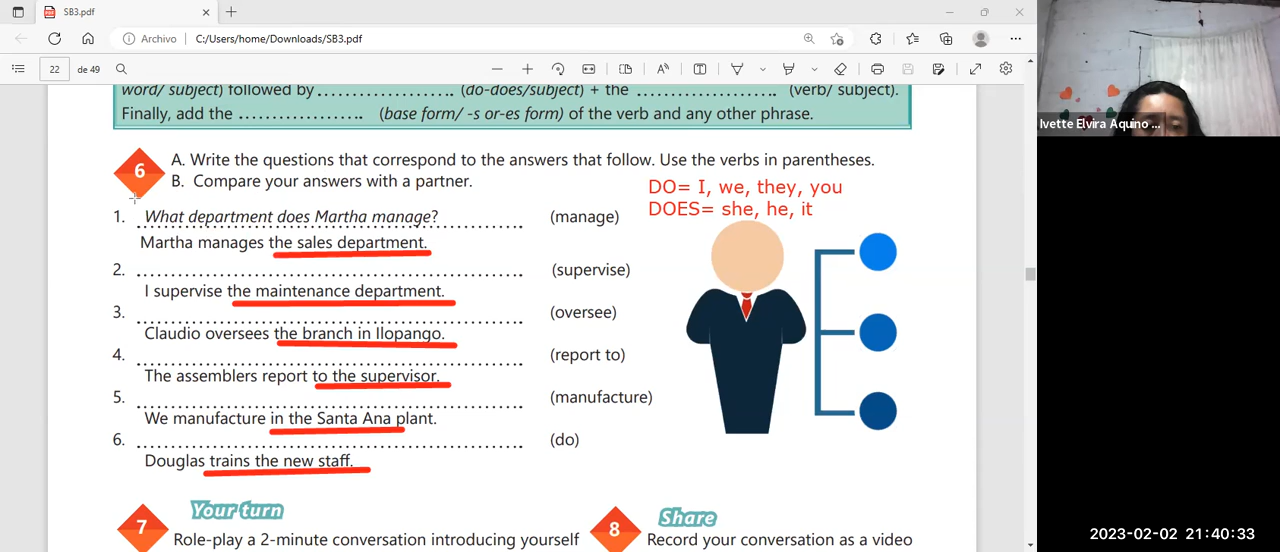 SB3.pdf
Archivo C:/Users/home/Downloads/SB3.pdf
22 de 49
word/ subject) followed by .................... (do-does/subject) + the .................... (verb/ subject).
Finally, add the .................. (base form/ -s or-es form) of the verb and any other phrase.
6 A. Write the questions that correspond to the answers that follow. Use the verbs in parentheses.
B. Compare your answers with a partner.
DO= I, we, they, you
DOES= she, he, it
1. What department does Martha manage? (manage)
Martha manages the sales department.
2. (supervise)
I supervise the maintenance department.
3. (oversee)
Claudio oversees the branch in Ilopango.
4. (report to)
The assemblers report to the supervisor.
5. (manufacture)
We manufacture in the Santa Ana plant.
6. (do)
Douglas trains the new staff.
7 Your turn
Role-play a 2-minute conversation introducing yourself
8 Share
Record your conversation as a video
Ivette Elvira Aquino ...
2023-02-02 21:40:33